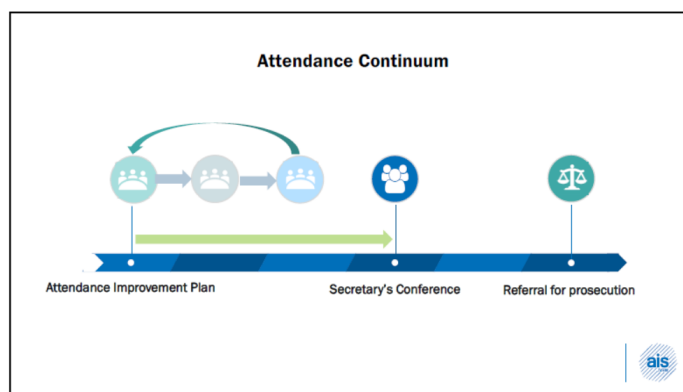 Attendance Continuum
Attendance Improvement Plan
Secretary's Conference
Referral for prosecution
ais